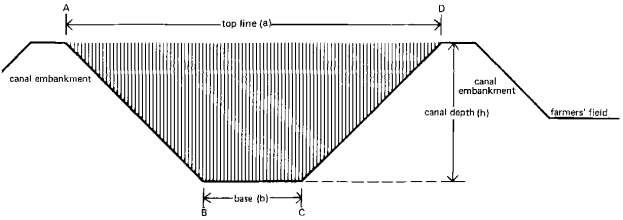 A D
top line (a)
canal embankment
canal
embankment
canal depth (h)
farmers' field
base (b)
B C